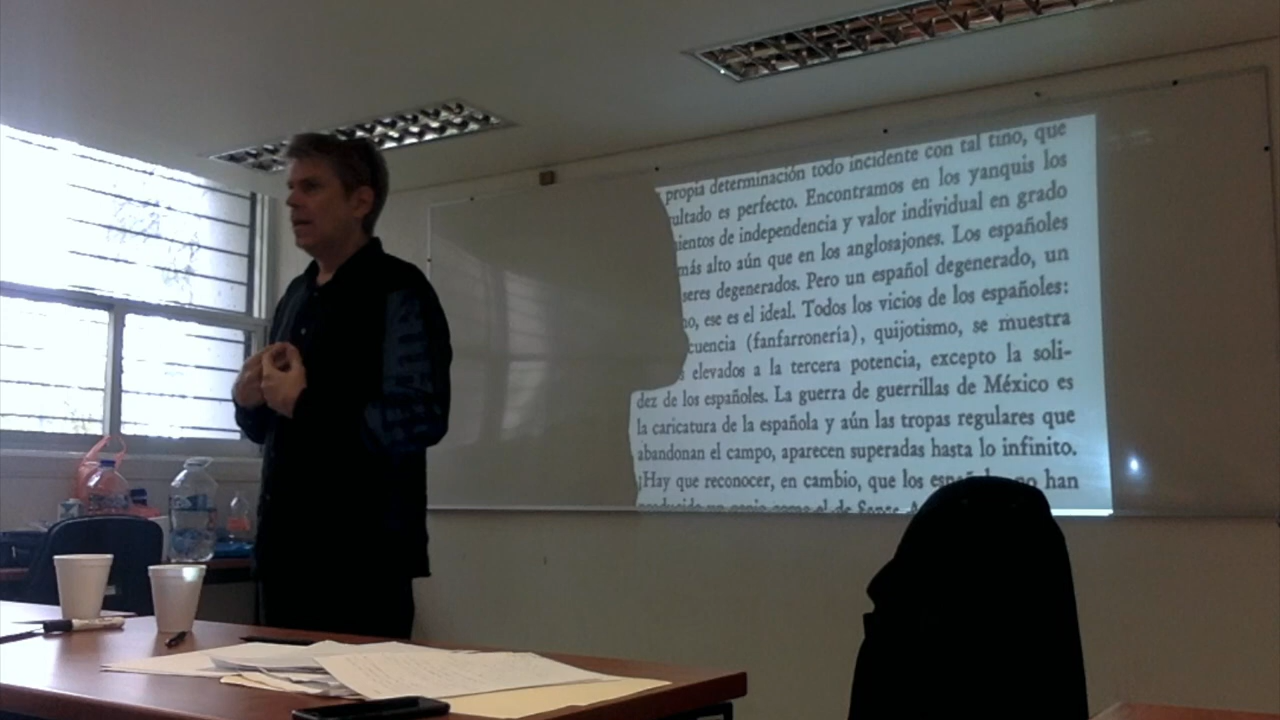 propia determinación todo incidente con tal tino, que
ultado es perfecto. Encontramos en los yanquis los
ientos de independencia y valor individual en grado
más alto aún que en los anglosajones. Los españoles
seres degenerados. Pero un español degenerado, un
o, ese es el ideal. Todos los vicios de los españoles:
cuencia (fanfarronería), quijotismo, se muestra
s elevados a la tercera potencia, excepto la soli-
dez de los españoles. La guerra de guerrillas de México es
la caricatura de la española y aún las tropas regulares que
abandonan el campo, aparecen superadas hasta lo infinito.
¡Hay que reconocer, en cambio, que los no han